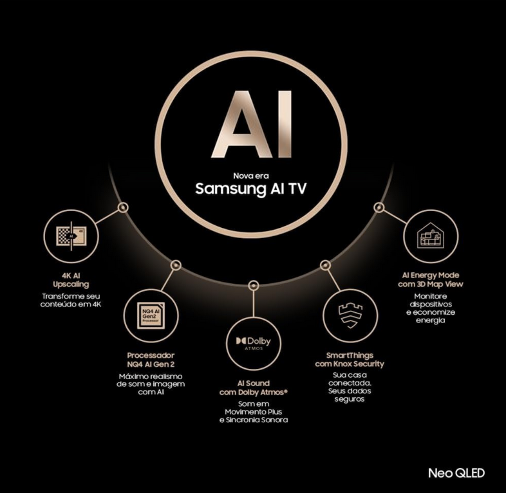 AI
Nova era
Samsung AI TV
4K AI
Upscaling
Transforme seu
conteúdo em 4K
NQ4 AI
Gen2
Processor
Processador
NQ4 AI Gen 2
Máximo realismo
de som e imagem
com AI
Dolby
ATMOS
AI Sound
com Dolby Atmos®
Som em
Movimento Plus
e Sincronia Sonora
SmartThings
com Knox Security
Sua casa
conectada.
Seus dados
seguros
AI Energy Mode
com 3D Map View
Monitore
dispositivos
e economize
energia
Neo QLED